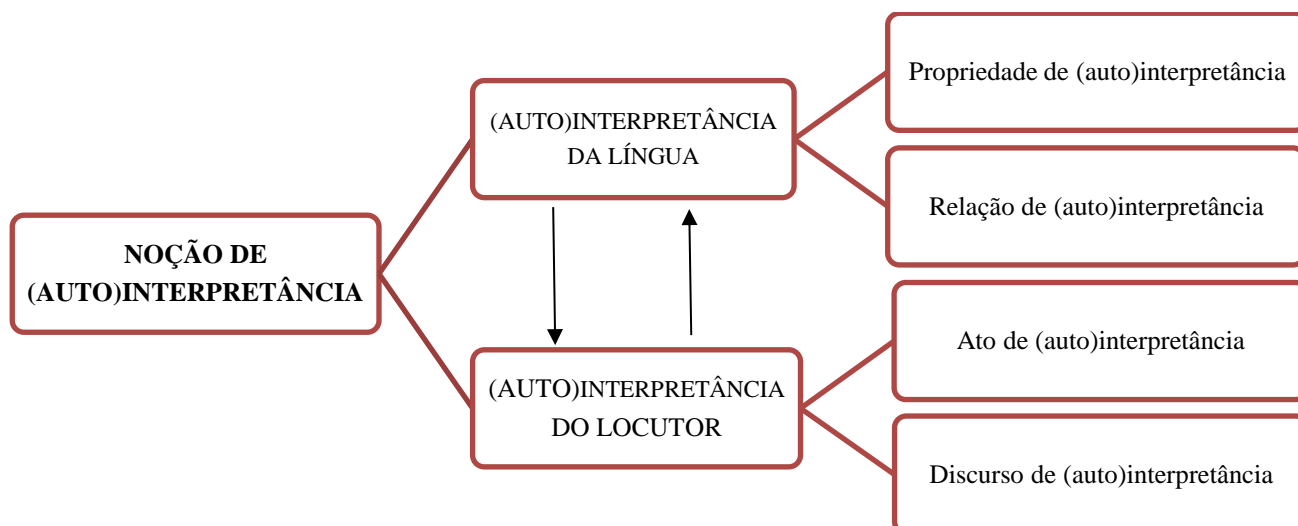 NOÇÃO DE
(AUTO)INTERPRETÂNCIA
(AUTO)INTERPRETÂNCIA
DA LÍNGUA
Propriedade de (auto)interpretância
Relação de (auto)interpretância
(AUTO)INTERPRETÂNCIA
DO LOCUTOR
Ato de (auto)interpretância
Discurso de (auto)interpretância